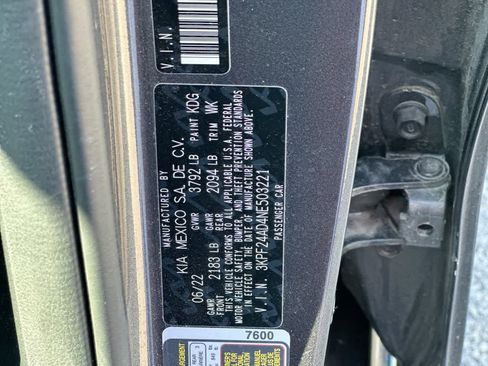 V.I.N.
MANUFACTURED BY
KIA MEXICO S.A. DE C.V.
06/22 GVWR 3792 LB PAINT KDG
GAWR FRONT 2183 LB GAWR REAR 2094 LB TRIM WK
THIS VEHICLE CONFORMS TO ALL APPLICABLE U.S.A. FEDERAL
MOTOR VEHICLE SAFETY, BUMPER, AND THEFT PREVENTION STANDARDS
IN EFFECT ON THE DATE OF MANUFACTURE SHOWN ABOVE.
V.I.N. 3KPF24AD4NE503221
PASSENGER CAR
7600